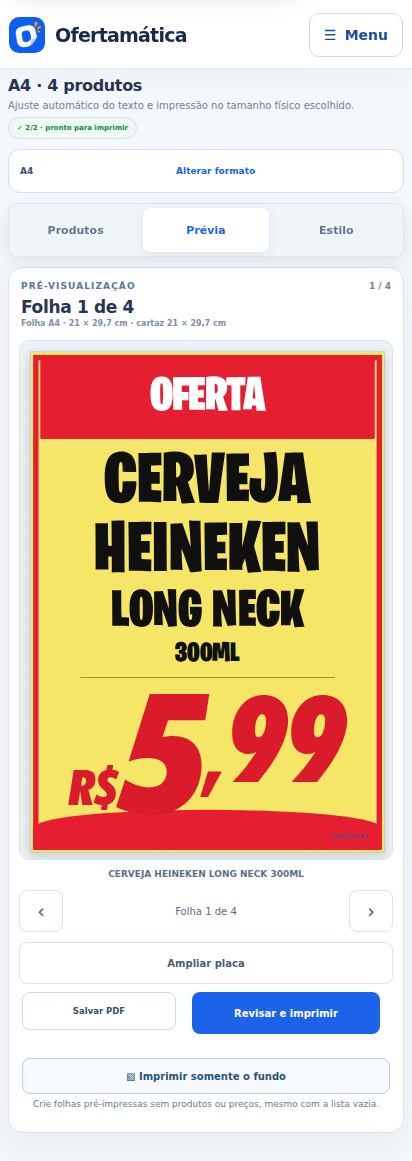 Ofertamática
☰ Menu
A4 · 4 produtos
Ajuste automático do texto e impressão no tamanho físico escolhido.
✓ 2/2 · pronto para imprimir
A4 Alterar formato
Produtos Prévia Estilo
PRÉ-VISUALIZAÇÃO 1 / 4
Folha 1 de 4
Folha A4 · 21 × 29,7 cm · cartaz 21 × 29,7 cm
OFERTA
CERVEJA
HEINEKEN
LONG NECK
300ML
R$5,99
CERVEJA HEINEKEN LONG NECK 300ML
‹ Folha 1 de 4 ›
Ampliar placa
Salvar PDF Revisar e imprimir
▧ Imprimir somente o fundo
Crie folhas pré-impressas sem produtos ou preços, mesmo com a lista vazia.